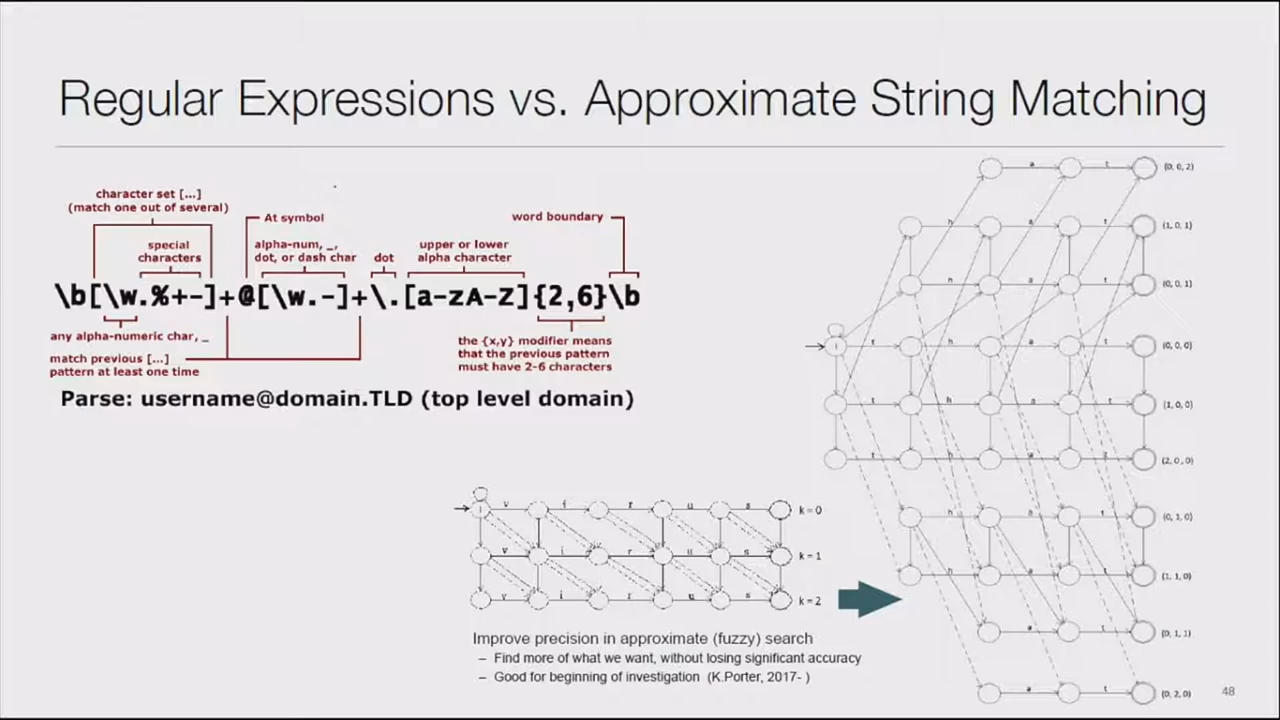 Regular Expressions vs. Approximate String Matching
character set [...]
(match one out of several)
At symbol
word boundary
special
characters
alpha-num, _,
dot, or dash char
dot
upper or lower
alpha character
\b[\w.%+-]+@[\w.-]+\.[a-zA-Z]{2,6}\b
any alpha-numeric char, _
match previous [...]
pattern at least one time
the {x,y} modifier means
that the previous pattern
must have 2-6 characters
Parse: username@domain.TLD (top level domain)
k = 0
k = 1
k = 2
Improve precision in approximate (fuzzy) search
– Find more of what we want, without losing significant accuracy
– Good for beginning of investigation (K.Porter, 2017- )
(0, 0, 2)
(1, 0, 1)
(0, 0, 1)
(0, 0, 0)
(1, 0, 0)
(2, 0, 0)
(0, 1, 0)
(1, 1, 0)
(0, 1, 1)
(0, 2, 0)
48